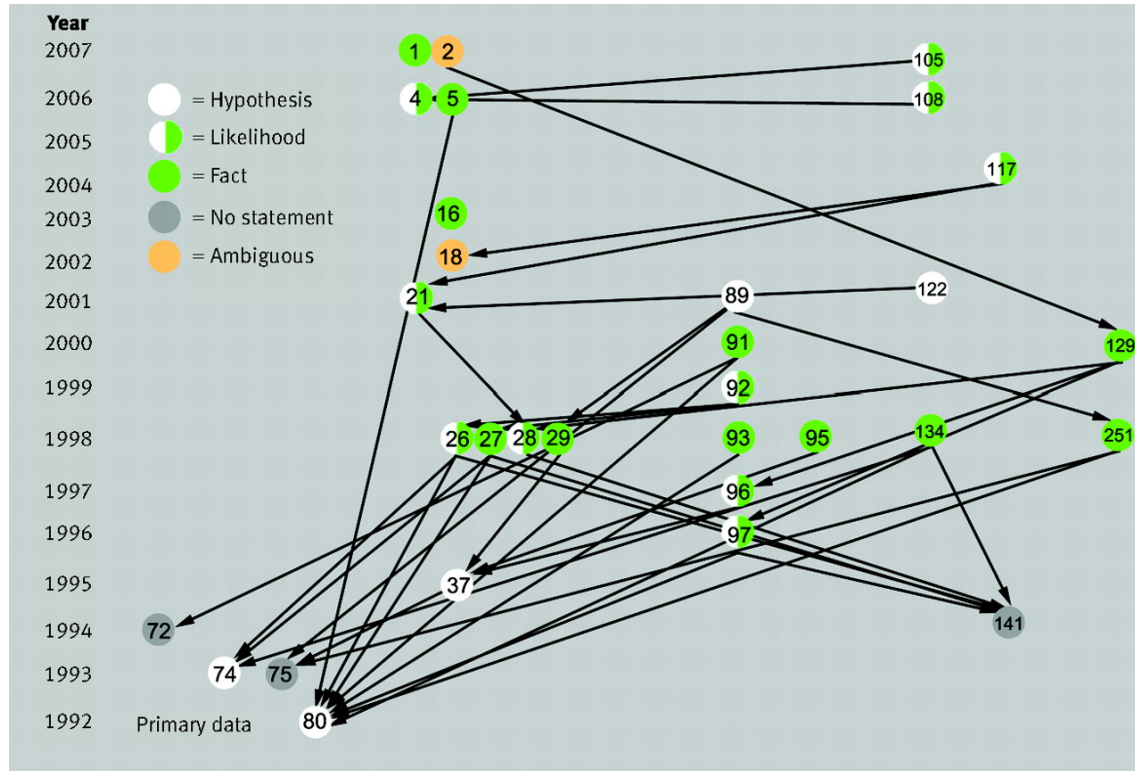 Year
2007 1 2 105
= Hypothesis
2006 4 5 108
= Likelihood
2005
117
= Fact
2004
= No statement 16
2003
= Ambiguous 18
2002
21 89 122
2001
2000 91 129
1999 92
1998 26 27 28 29 93 95 134 251
1997 96
1996 97
1995 37
1994 72 141
1993 74 75
1992 Primary data 80